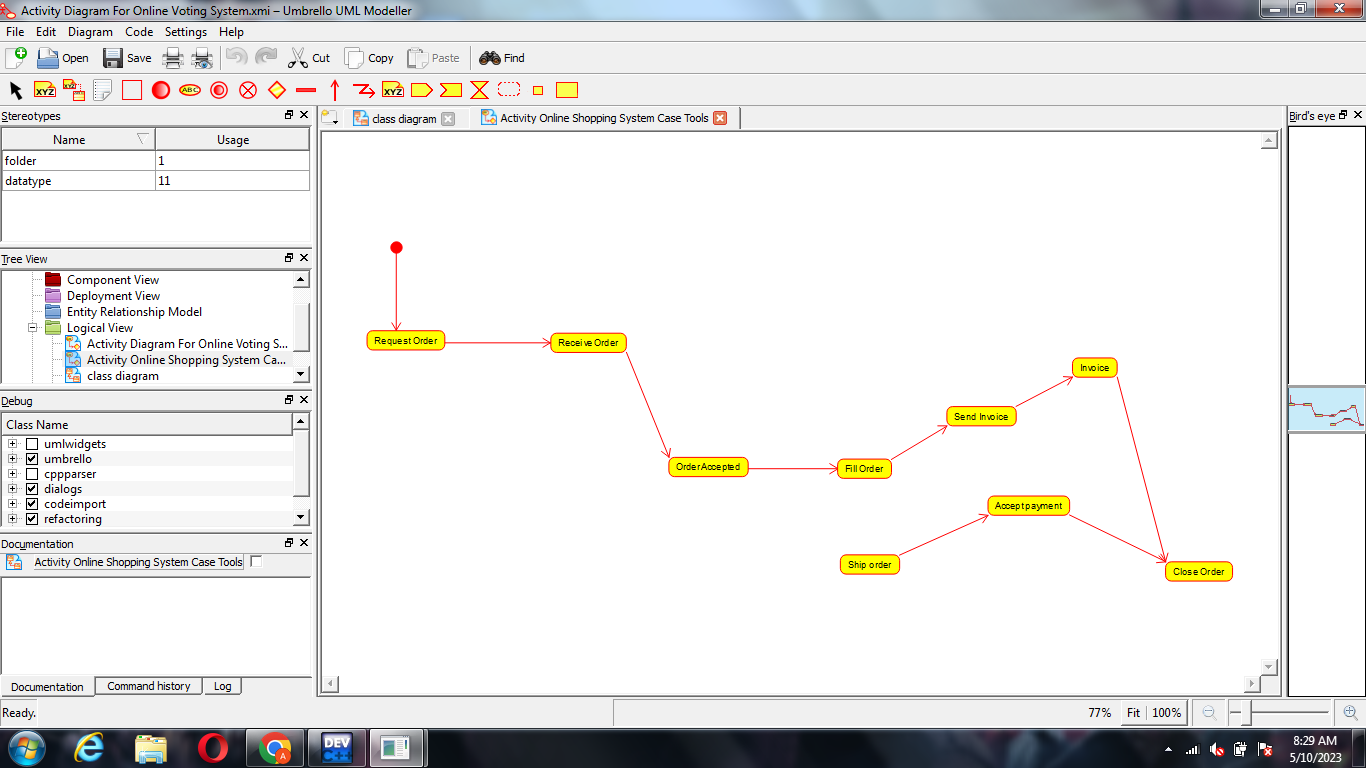 Activity Diagram For Online Voting System.xmi – Umbrello UML Modeller
File Edit Diagram Code Settings Help
Open Save Cut Copy Paste Find
XYZ XYZ ABC XYZ
Stereotypes
Name Usage
folder 1
datatype 11
Tree View
Component View
Deployment View
Entity Relationship Model
Logical View
Activity Diagram For Online Voting S...
Activity Online Shopping System Ca...
class diagram
Debug
Class Name
umlwidgets
umbrello
cppparser
dialogs
codeimport
refactoring
Documentation
Activity Online Shopping System Case Tools
Documentation Command history Log
class diagram Activity Online Shopping System Case Tools
Request Order
Receive Order
Order Accepted
Fill Order
Send Invoice
Invoice
Ship order
Accept payment
Close Order
Bird's eye
Ready.
77% Fit 100%
A
DEV
C++
8:29 AM
5/10/2023